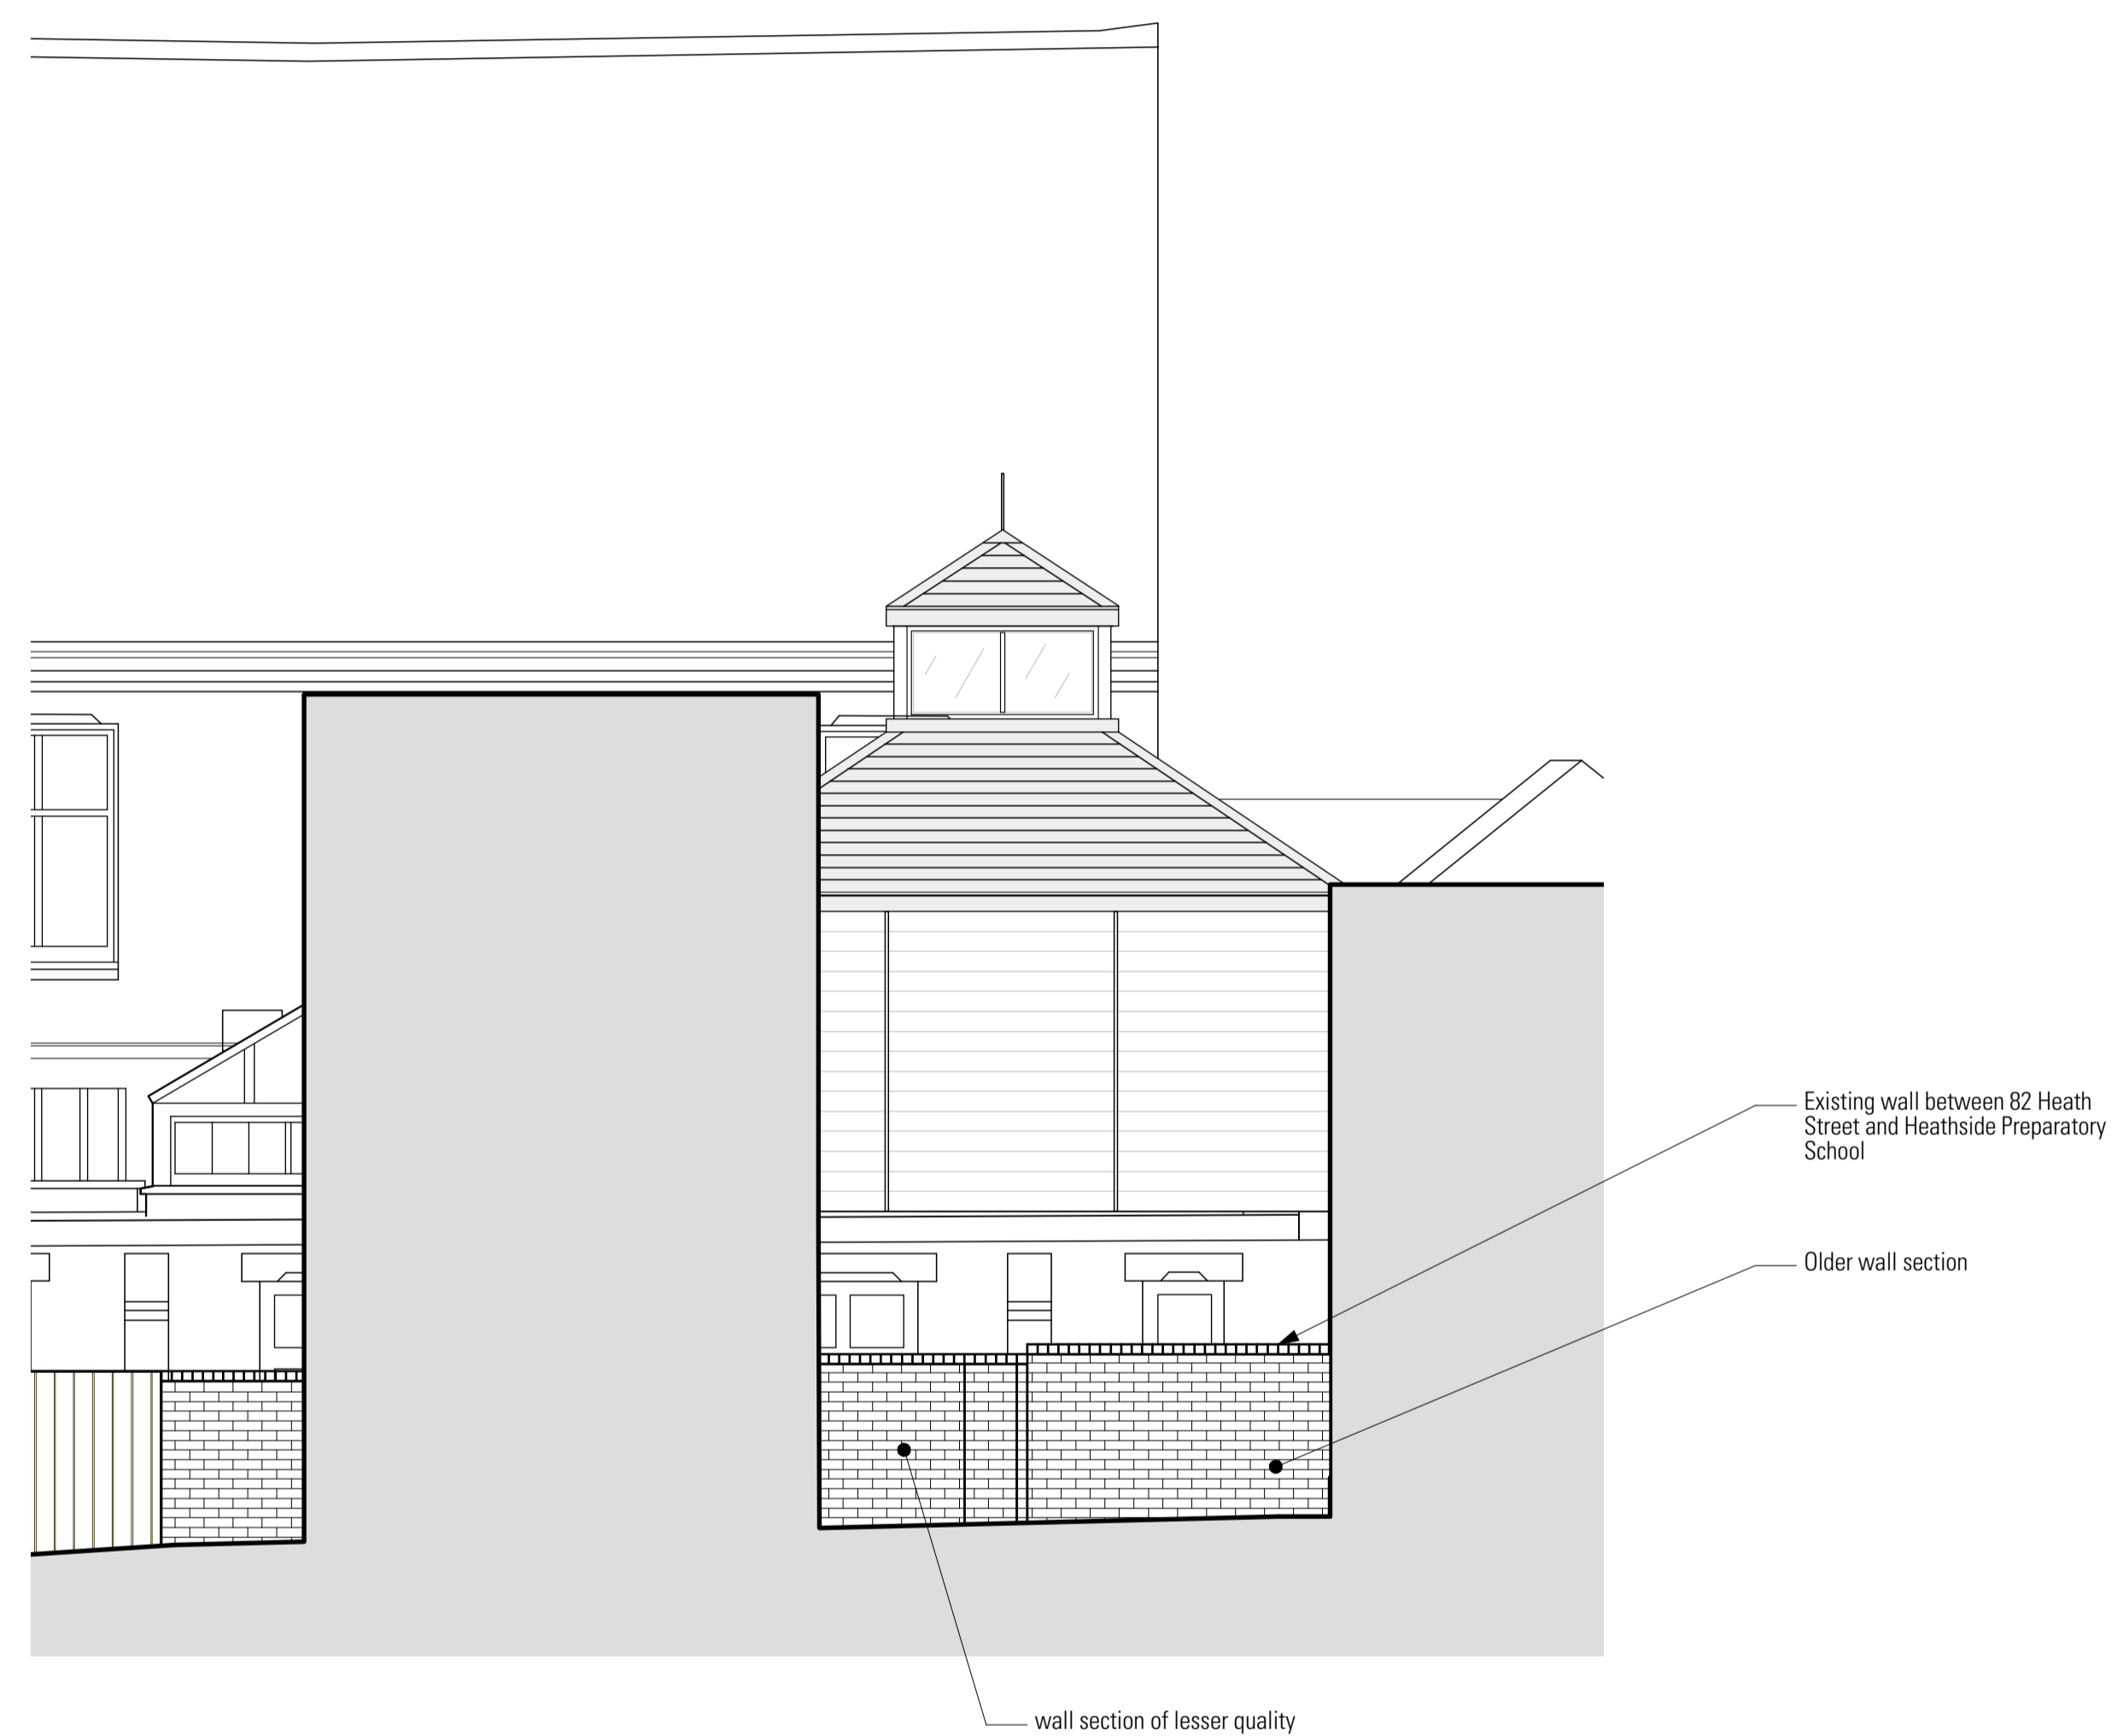 Existing wall between 82 Heath
Street and Heathside Preparatory
School
Older wall section
wall section of lesser quality